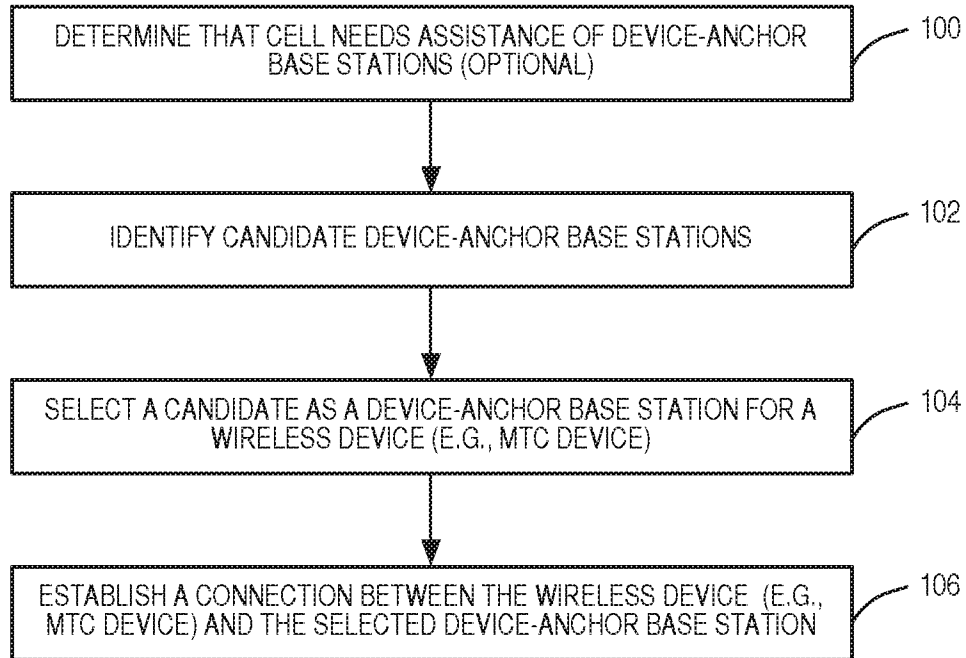 DETERMINE THAT CELL NEEDS ASSISTANCE OF DEVICE-ANCHOR
BASE STATIONS (OPTIONAL)
100
IDENTIFY CANDIDATE DEVICE-ANCHOR BASE STATIONS
102
SELECT A CANDIDATE AS A DEVICE-ANCHOR BASE STATION FOR A
WIRELESS DEVICE (E.G., MTC DEVICE)
104
ESTABLISH A CONNECTION BETWEEN THE WIRELESS DEVICE (E.G.,
MTC DEVICE) AND THE SELECTED DEVICE-ANCHOR BASE STATION
106